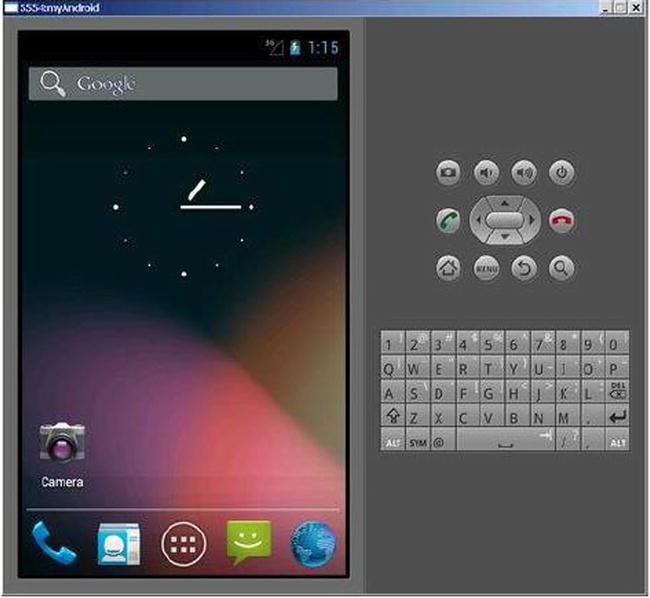 5554:myAndroid
3G 1:15
Google
MENU
1 ! 2 @ 3 # 4 $ 5 % 6 ^ 7 & 8 * 9 ( 0 )
Q W E R T Y U I O P
A S D F G H J K L DEL
Z X C V B N M .
ALT SYM @ / ? , ALT
Camera